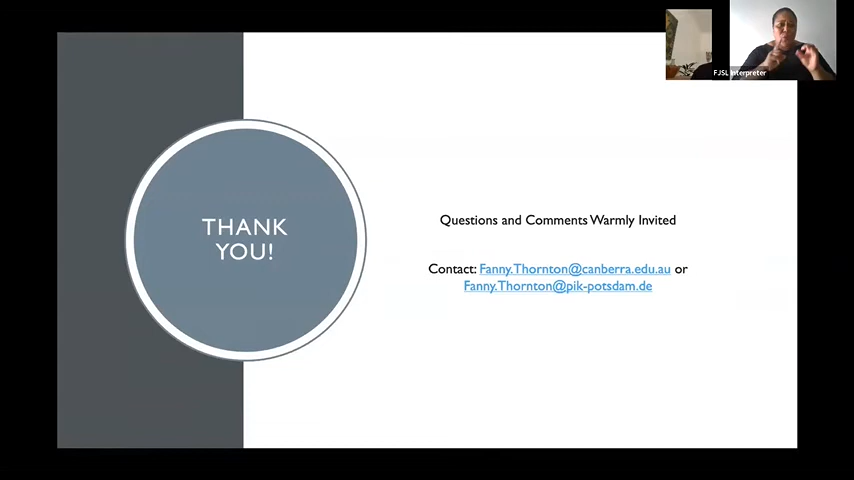 FJSL Interpreter
THANK
YOU!
Questions and Comments Warmly Invited
Contact: Fanny.Thornton@canberra.edu.au or
Fanny.Thornton@pik-potsdam.de